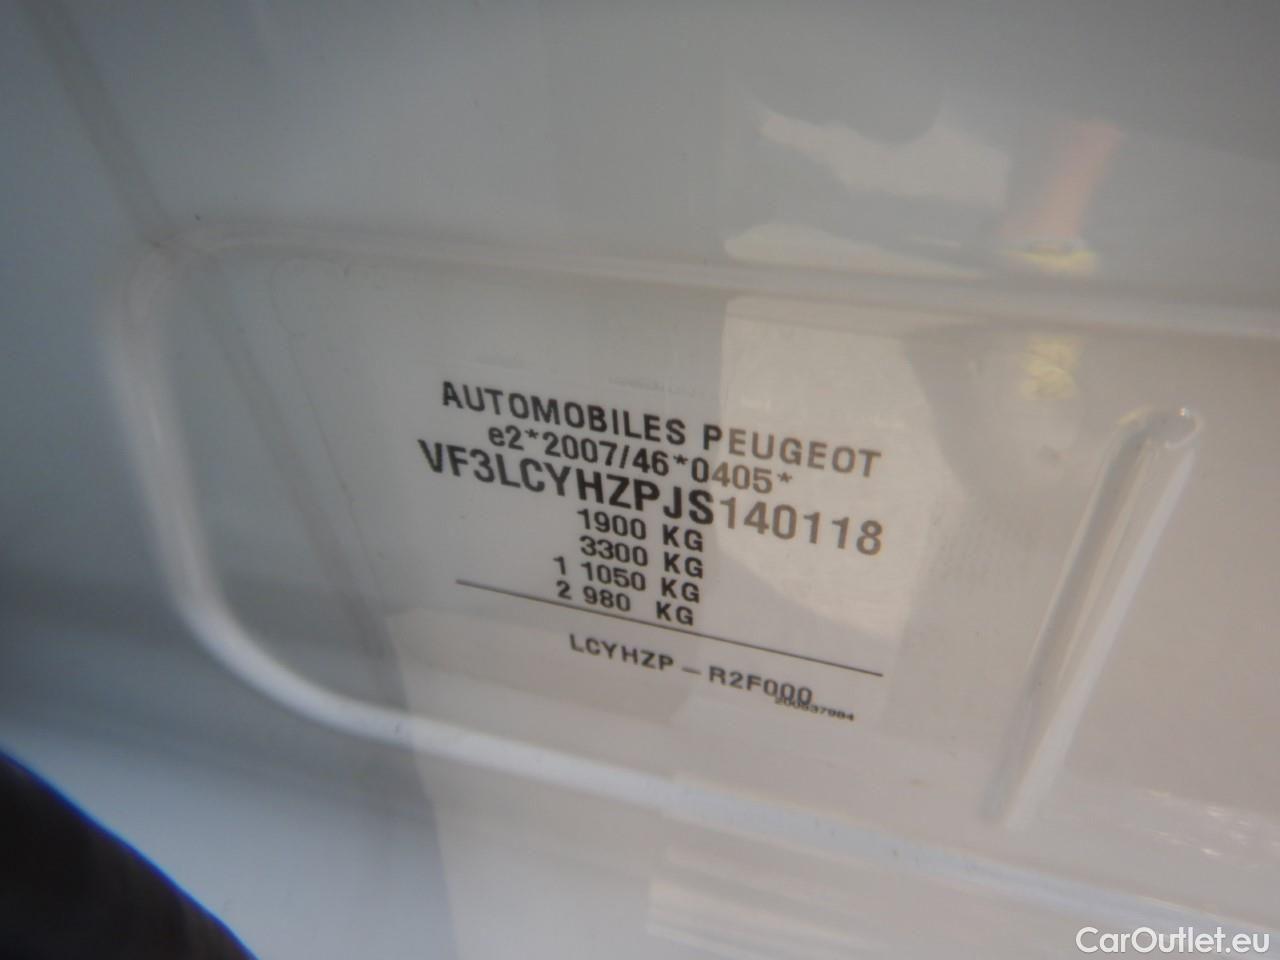 AUTOMOBILES PEUGEOT
e2*2007/46*0405*
VF3LCYHZPJS140118
1900 KG
3300 KG
1 1050 KG
2 980 KG
LCYHZP – R2F000
CarOutlet.eu